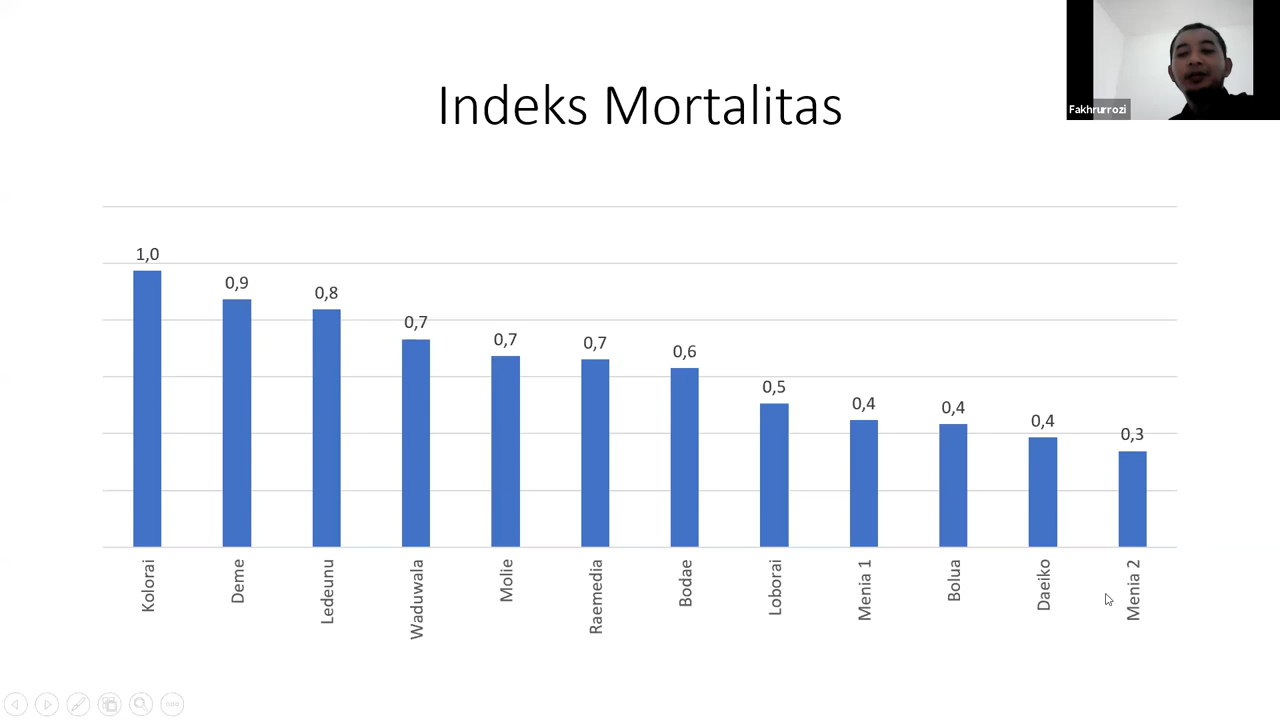 Fakhrurrozi
Indeks Mortalitas
1,0
0,9
0,8
0,7
0,7
0,7
0,6
0,5
0,4
0,4
0,4
0,3
Kolorai
Deme
Ledeunu
Waduwala
Molie
Raemedia
Bodae
Loborai
Menia 1
Bolua
Daeiko
Menia 2